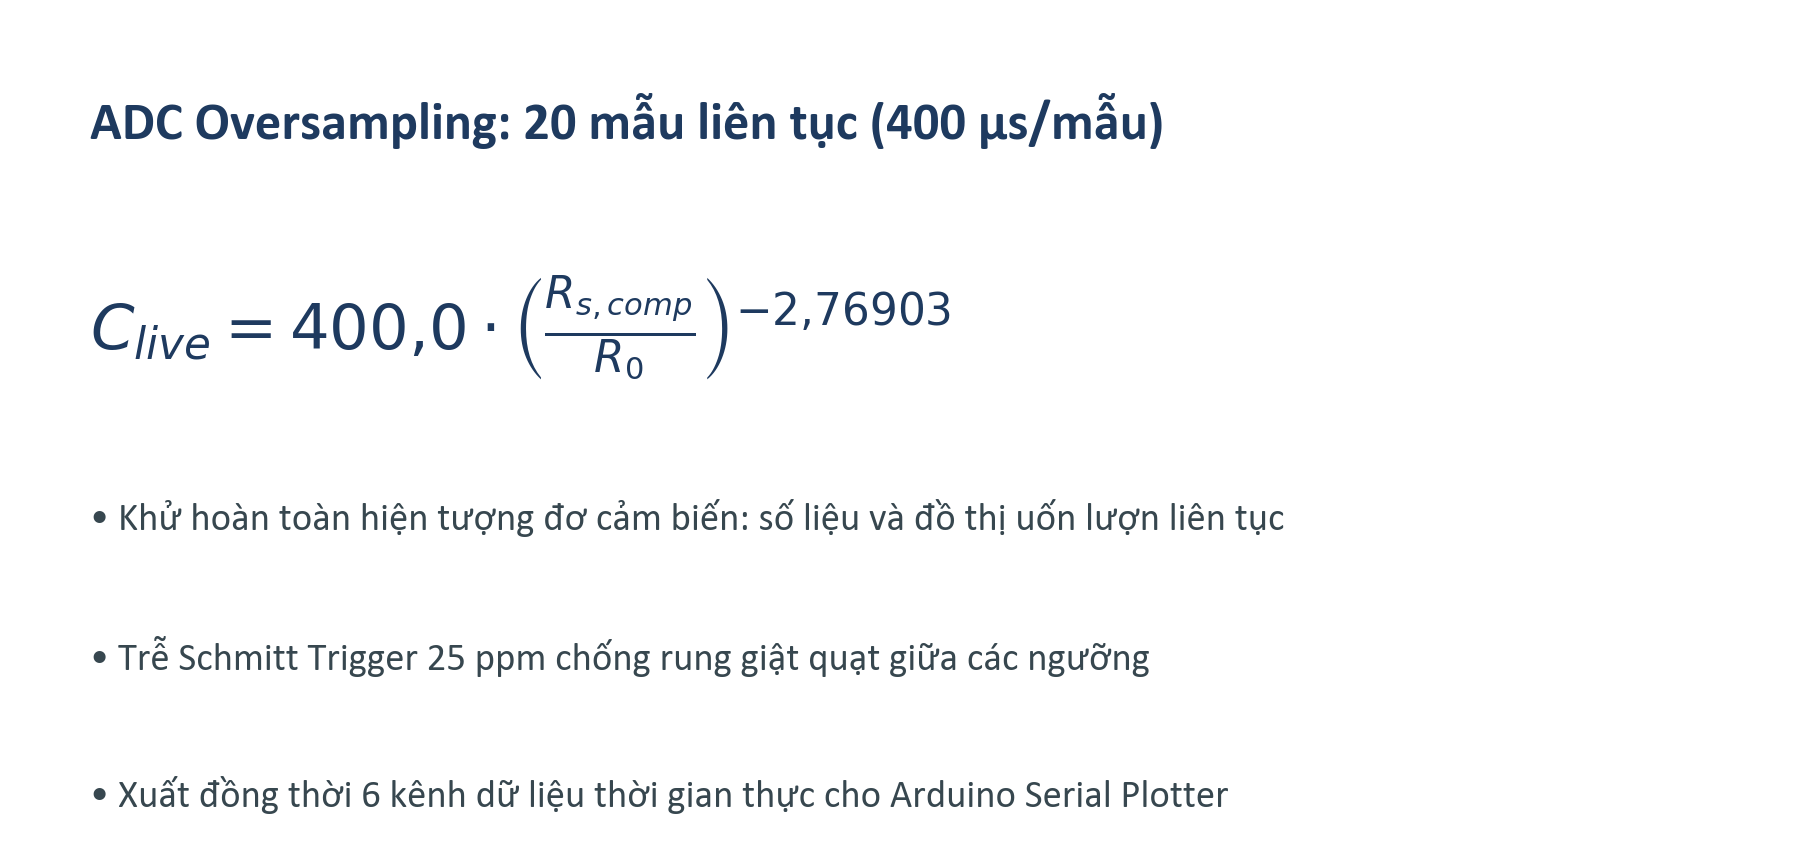 ADC Oversampling: 20 mẫu liên tục (400 µs/mẫu)
C_{live} = 400,0 · (R_{s,comp} / R_0)^{−2,76903}
• Khử hoàn toàn hiện tượng đơ cảm biến: số liệu và đồ thị uốn lượn liên tục
• Trễ Schmitt Trigger 25 ppm chống rung giật quạt giữa các ngưỡng
• Xuất đồng thời 6 kênh dữ liệu thời gian thực cho Arduino Serial Plotter